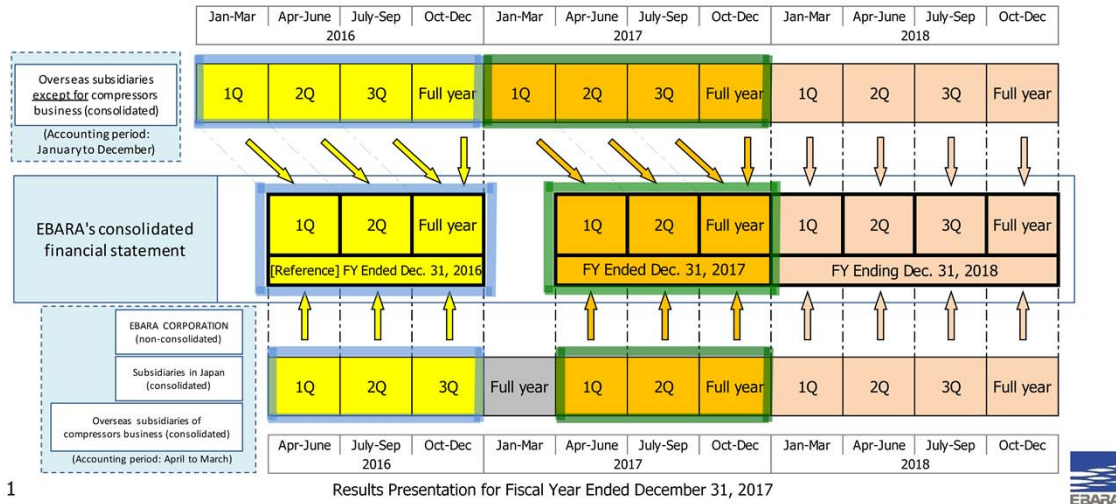 Jan-Mar Apr-June July-Sep Oct-Dec Jan-Mar Apr-June July-Sep Oct-Dec Jan-Mar Apr-June July-Sep Oct-Dec
2016 2017 2018
Overseas subsidiaries
except for compressors
business (consolidated)
(Accounting period:
January to December)
1Q 2Q 3Q Full year 1Q 2Q 3Q Full year 1Q 2Q 3Q Full year
EBARA's consolidated
financial statement
1Q 2Q Full year 1Q 2Q Full year 1Q 2Q 3Q Full year
[Reference] FY Ended Dec. 31, 2016 FY Ended Dec. 31, 2017 FY Ending Dec. 31, 2018
EBARA CORPORATION
(non-consolidated)
Subsidiaries in Japan
(consolidated)
Overseas subsidiaries of
compressors business (consolidated)
(Accounting period: April to March)
1Q 2Q 3Q Full year 1Q 2Q Full year 1Q 2Q 3Q Full year
Apr-June July-Sep Oct-Dec Jan-Mar Apr-June July-Sep Oct-Dec Jan-Mar Apr-June July-Sep Oct-Dec
2016 2017 2018
1
Results Presentation for Fiscal Year Ended December 31, 2017
EBARA